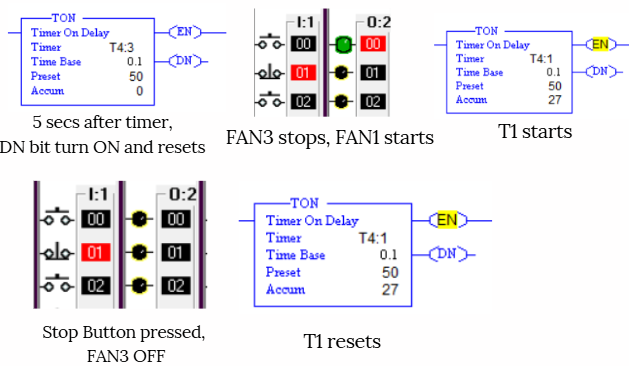 TON
Timer On Delay
Timer T4:3
Time Base 0.1
Preset 50
Accum 0
EN
DN
5 secs after timer,
DN bit turn ON and resets
I:1 O:2
00 00
01 01
02 02
FAN3 stops, FAN1 starts
TON
Timer On Delay
Timer T4:1
Time Base 0.1
Preset 50
Accum 27
EN
DN
T1 starts
I:1 O:2
00 00
01 01
02 02
Stop Button pressed,
FAN3 OFF
TON
Timer On Delay
Timer T4:1
Time Base 0.1
Preset 50
Accum 27
EN
DN
T1 resets